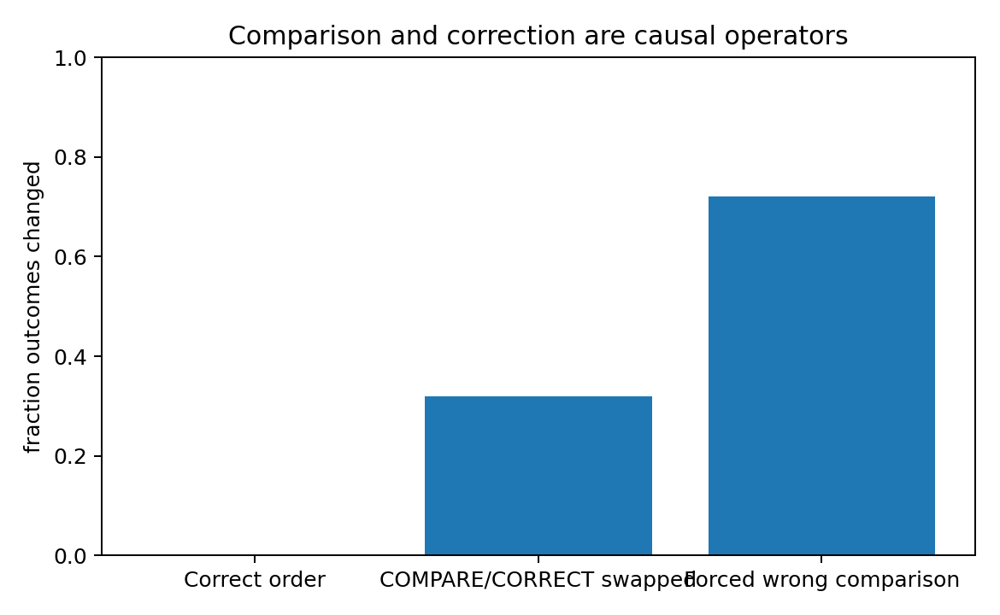 Comparison and correction are causal operators
fraction outcomes changed
1.0
0.8
0.6
0.4
0.2
0.0
Correct order
COMPARE/CORRECT swapped
Forced wrong comparison